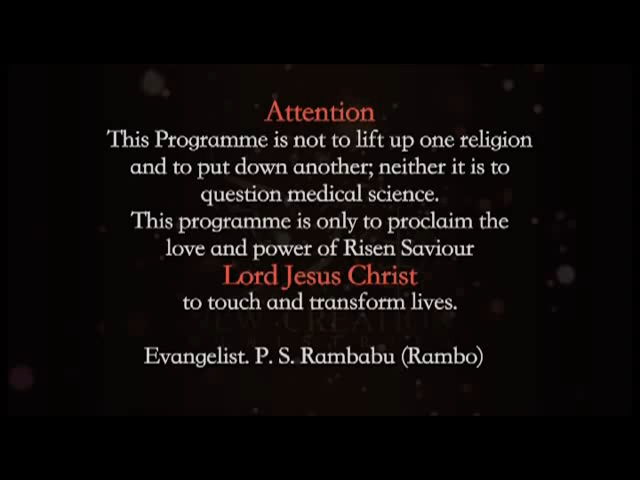 Attention
This Programme is not to lift up one religion
and to put down another; neither it is to
question medical science.
This programme is only to proclaim the
love and power of Risen Saviour
Lord Jesus Christ
to touch and transform lives.
NEW CREATION
Evangelist. P. S. Rambabu (Rambo)